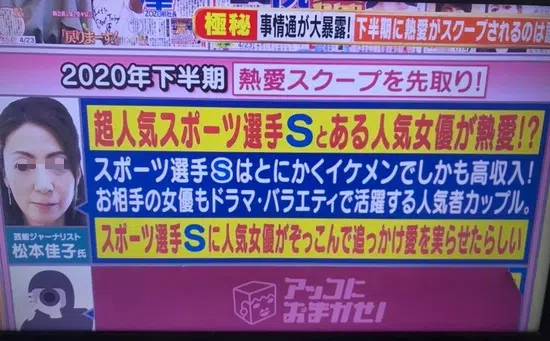 極秘 事情通が大暴露! 下半期に熱愛がスクープされるのは
2020年下半期 熱愛スクープを先取り!
超人気スポーツ選手Sとある人気女優が熱愛!?
スポーツ選手Sはとにかくイケメンでしかも高収入!
お相手の女優もドラマ・バラエティで活躍する人気者カップル。
スポーツ選手Sに人気女優がぞっこんで追っかけ愛を実らせたらしい
芸能ジャーナリスト
松本佳子氏
アッコに
おまかせ!